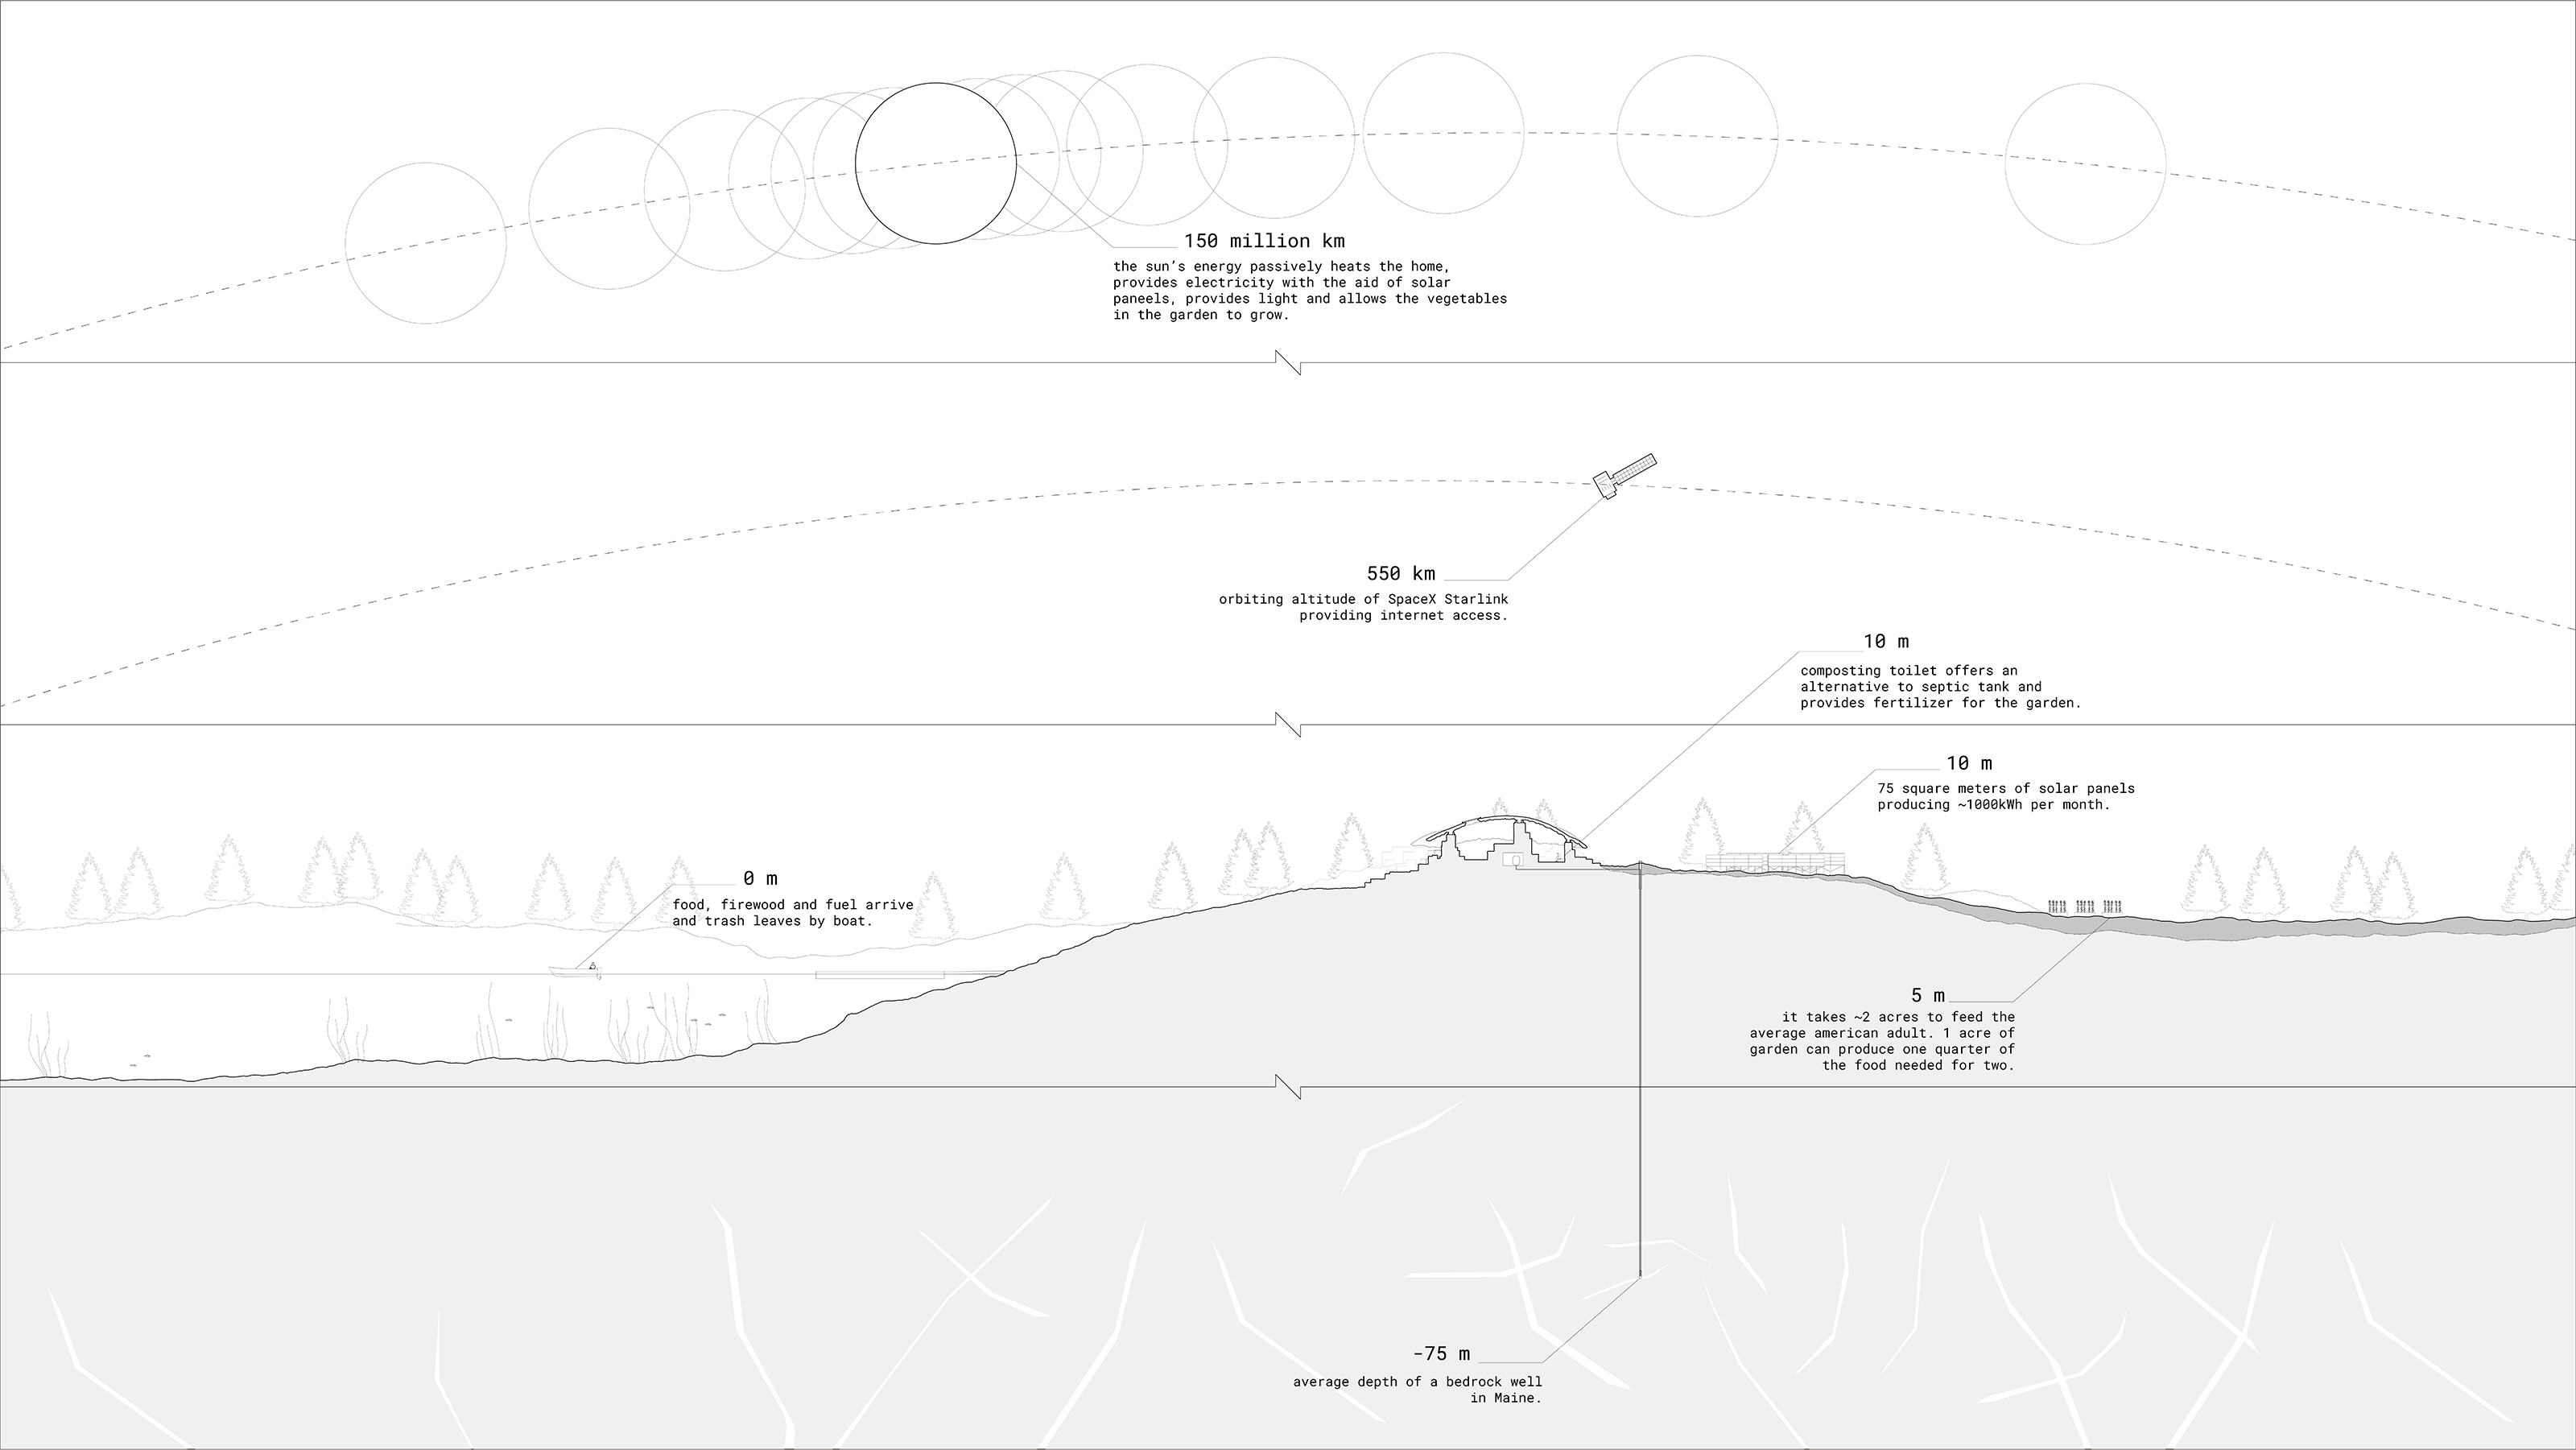 150 million km
the sun’s energy passively heats the home,
provides electricity with the aid of solar
paneels, provides light and allows the vegetables
in the garden to grow.
550 km
orbiting altitude of SpaceX Starlink
providing internet access.
10 m
composting toilet offers an
alternative to septic tank and
provides fertilizer for the garden.
10 m
75 square meters of solar panels
producing ~1000kWh per month.
0 m
food, firewood and fuel arrive
and trash leaves by boat.
5 m
it takes ~2 acres to feed the
average american adult. 1 acre of
garden can produce one quarter of
the food needed for two.
-75 m
average depth of a bedrock well
in Maine.